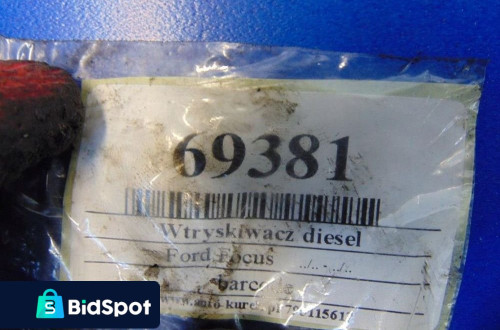 69381
Wtryskiwacz diesel
Ford Focus
BidSpot